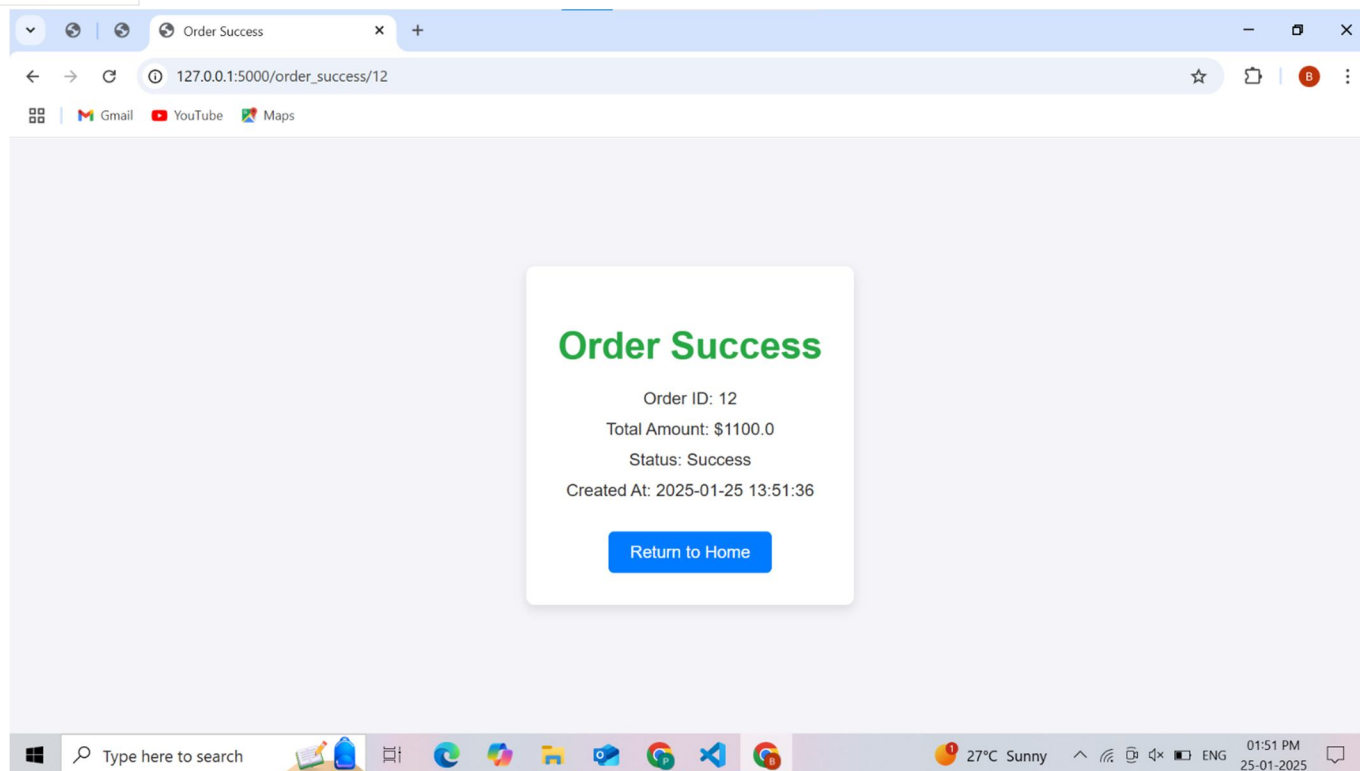 Order Success
127.0.0.1:5000/order_success/12
B
Gmail
YouTube
Maps
Order Success
Order ID: 12
Total Amount: $1100.0
Status: Success
Created At: 2025-01-25 13:51:36
Return to Home
Type here to search
P
B
1
27°C Sunny
ENG
01:51 PM
25-01-2025